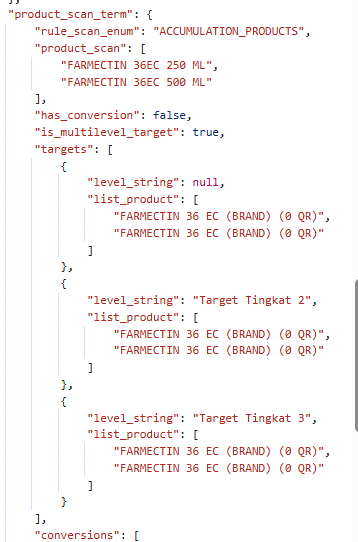 "product_scan_term": {
"rule_scan_enum": "ACCUMULATION_PRODUCTS",
"product_scan": [
"FARMECTIN 36EC 250 ML",
"FARMECTIN 36EC 500 ML"
],
"has_conversion": false,
"is_multilevel_target": true,
"targets": [
{
"level_string": null,
"list_product": [
"FARMECTIN 36 EC (BRAND) (0 QR)",
"FARMECTIN 36 EC (BRAND) (0 QR)"
]
},
{
"level_string": "Target Tingkat 2",
"list_product": [
"FARMECTIN 36 EC (BRAND) (0 QR)",
"FARMECTIN 36 EC (BRAND) (0 QR)"
]
},
{
"level_string": "Target Tingkat 3",
"list_product": [
"FARMECTIN 36 EC (BRAND) (0 QR)",
"FARMECTIN 36 EC (BRAND) (0 QR)"
]
}
],
"conversions": [